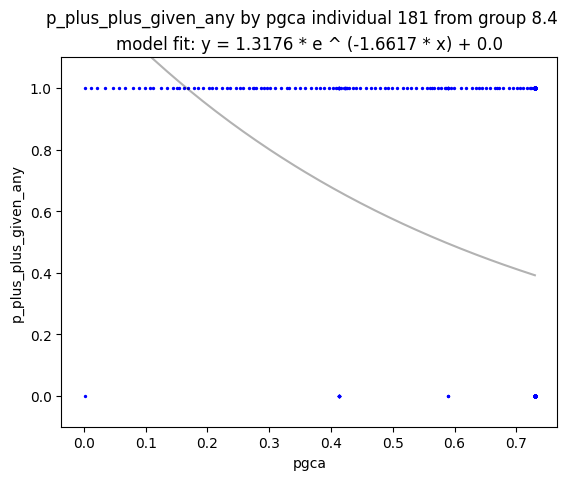 p_plus_plus_given_any by pgca individual 181 from group 8.4
model fit: y = 1.3176 * e ^ (-1.6617 * x) + 0.0
1.0
0.8
0.6
0.4
0.2
0.0
p_plus_plus_given_any
0.0 0.1 0.2 0.3 0.4 0.5 0.6 0.7
pgca